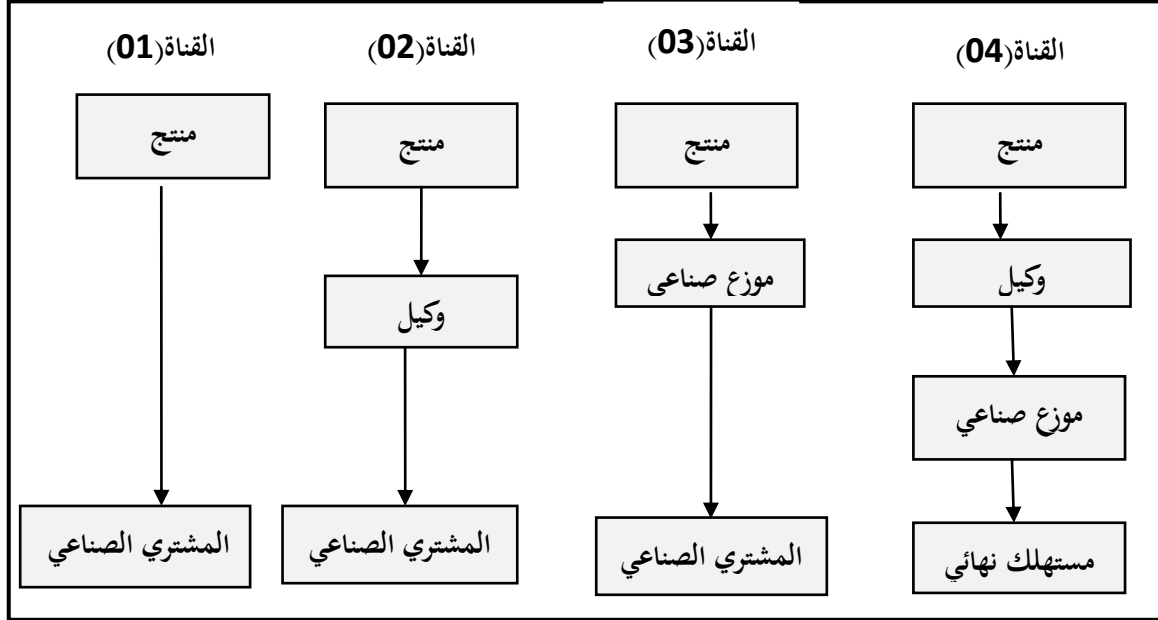 القناة(01)
القناة(02)
القناة(03)
القناة(04)
منتج
منتج
منتج
منتج
وكيل
موزع صناعي
وكيل
موزع صناعي
المشتري الصناعي
المشتري الصناعي
المشتري الصناعي
مستهلك نهائي